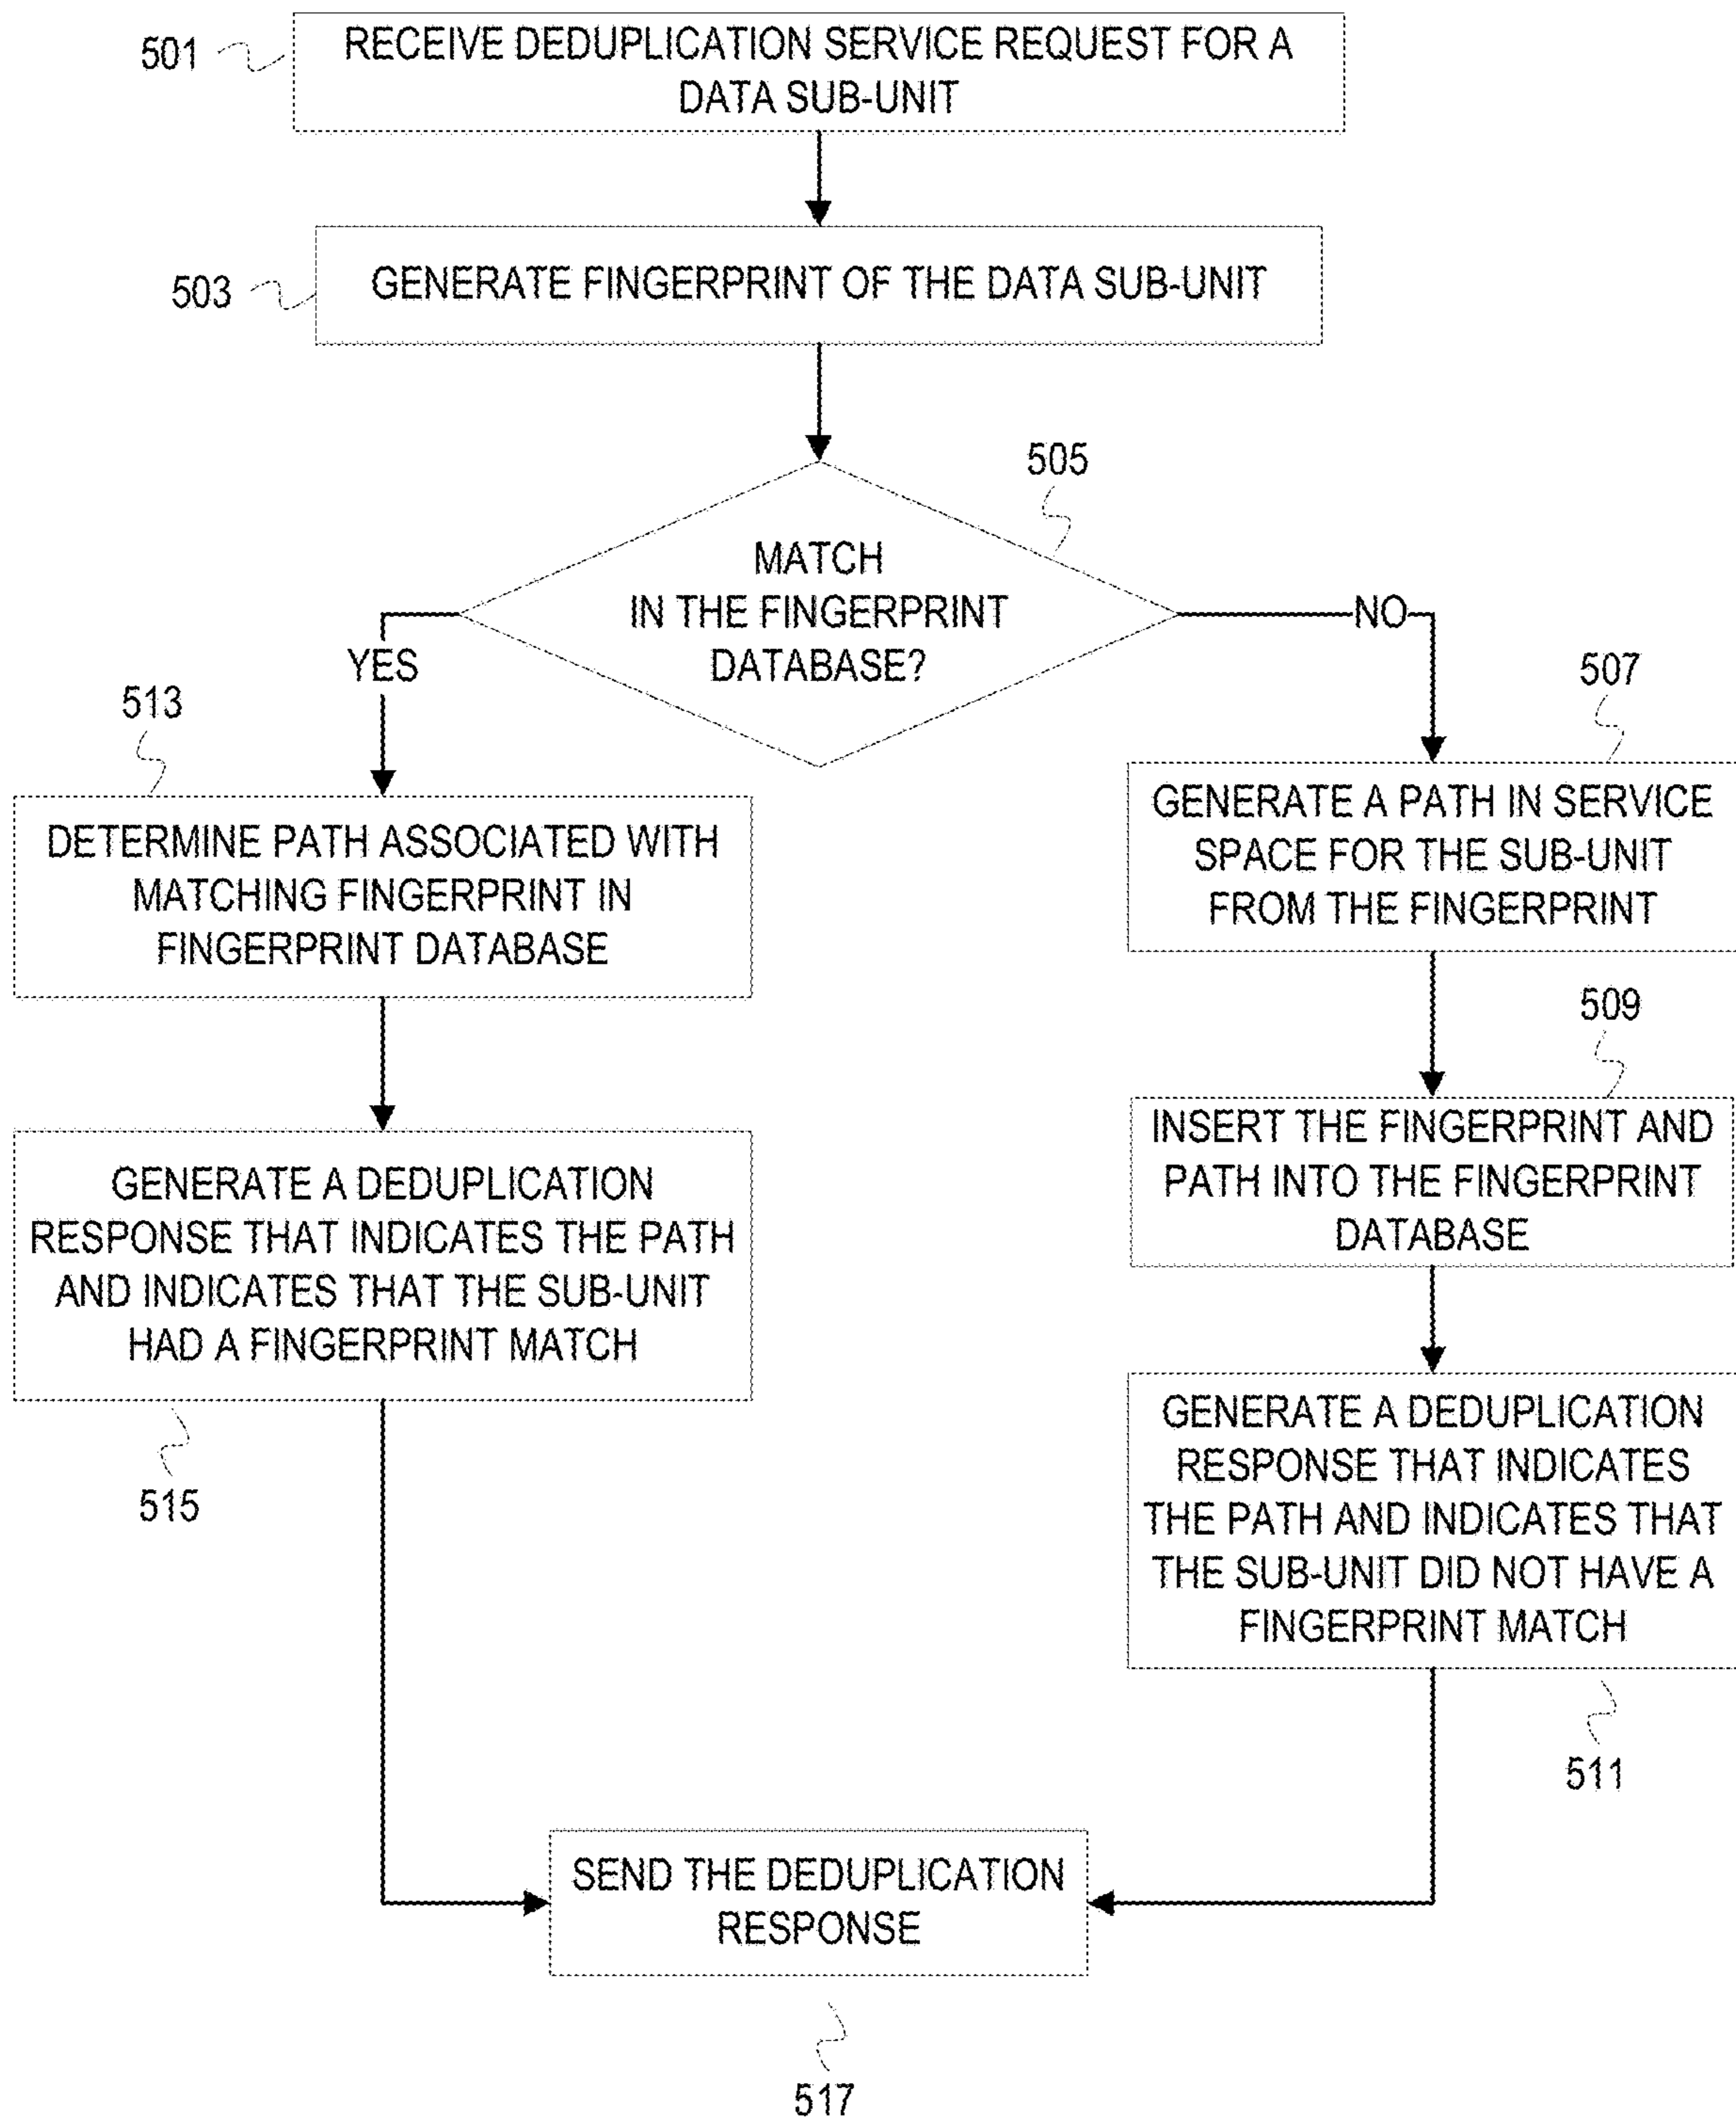 501
RECEIVE DEDUPLICATION SERVICE REQUEST FOR A
DATA SUB-UNIT
503
GENERATE FINGERPRINT OF THE DATA SUB-UNIT
505
MATCH
IN THE FINGERPRINT
DATABASE?
YES
NO
513
DETERMINE PATH ASSOCIATED WITH
MATCHING FINGERPRINT IN
FINGERPRINT DATABASE
507
GENERATE A PATH IN SERVICE
SPACE FOR THE SUB-UNIT
FROM THE FINGERPRINT
509
INSERT THE FINGERPRINT AND
PATH INTO THE FINGERPRINT
DATABASE
GENERATE A DEDUPLICATION
RESPONSE THAT INDICATES THE PATH
AND INDICATES THAT THE SUB-UNIT
HAD A FINGERPRINT MATCH
515
GENERATE A DEDUPLICATION
RESPONSE THAT INDICATES
THE PATH AND INDICATES THAT
THE SUB-UNIT DID NOT HAVE A
FINGERPRINT MATCH
511
SEND THE DEDUPLICATION
RESPONSE
517